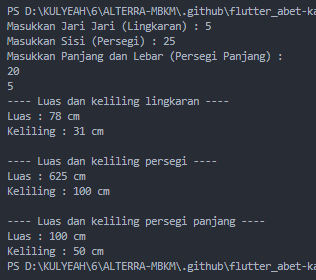 PS D:\KULYEAH\6\ALTERRA-MBKM\.github\flutter_abet-ka
Masukkan Jari Jari (Lingkaran) : 5
Masukkan Sisi (Persegi) : 25
Masukkan Panjang dan Lebar (Persegi Panjang) :
20
5
---- Luas dan keliling lingkaran ----
Luas : 78 cm
Keliling : 31 cm
---- Luas dan keliling persegi ----
Luas : 625 cm
Keliling : 100 cm
---- Luas dan keliling persegi panjang ----
Luas : 100 cm
Keliling : 50 cm
PS D:\KULYEAH\6\ALTERRA-MBKM\.github\flutter_abet-ka